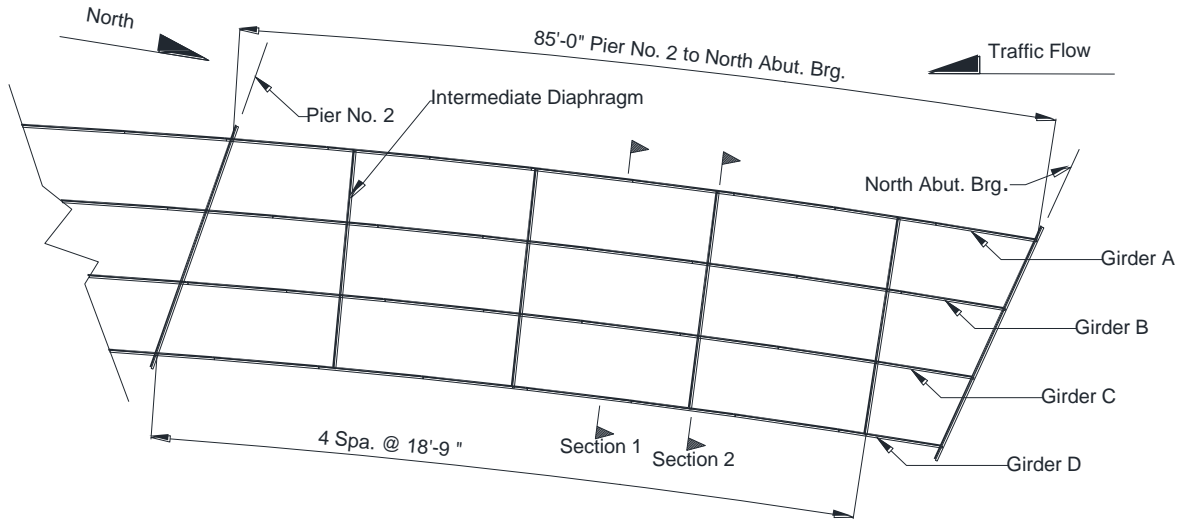 North
85'-0" Pier No. 2 to North Abut. Brg.
Traffic Flow
Intermediate Diaphragm
Pier No. 2
North Abut. Brg.
Girder A
Girder B
Girder C
4 Spa. @ 18'-9 "
Section 1
Section 2
Girder D